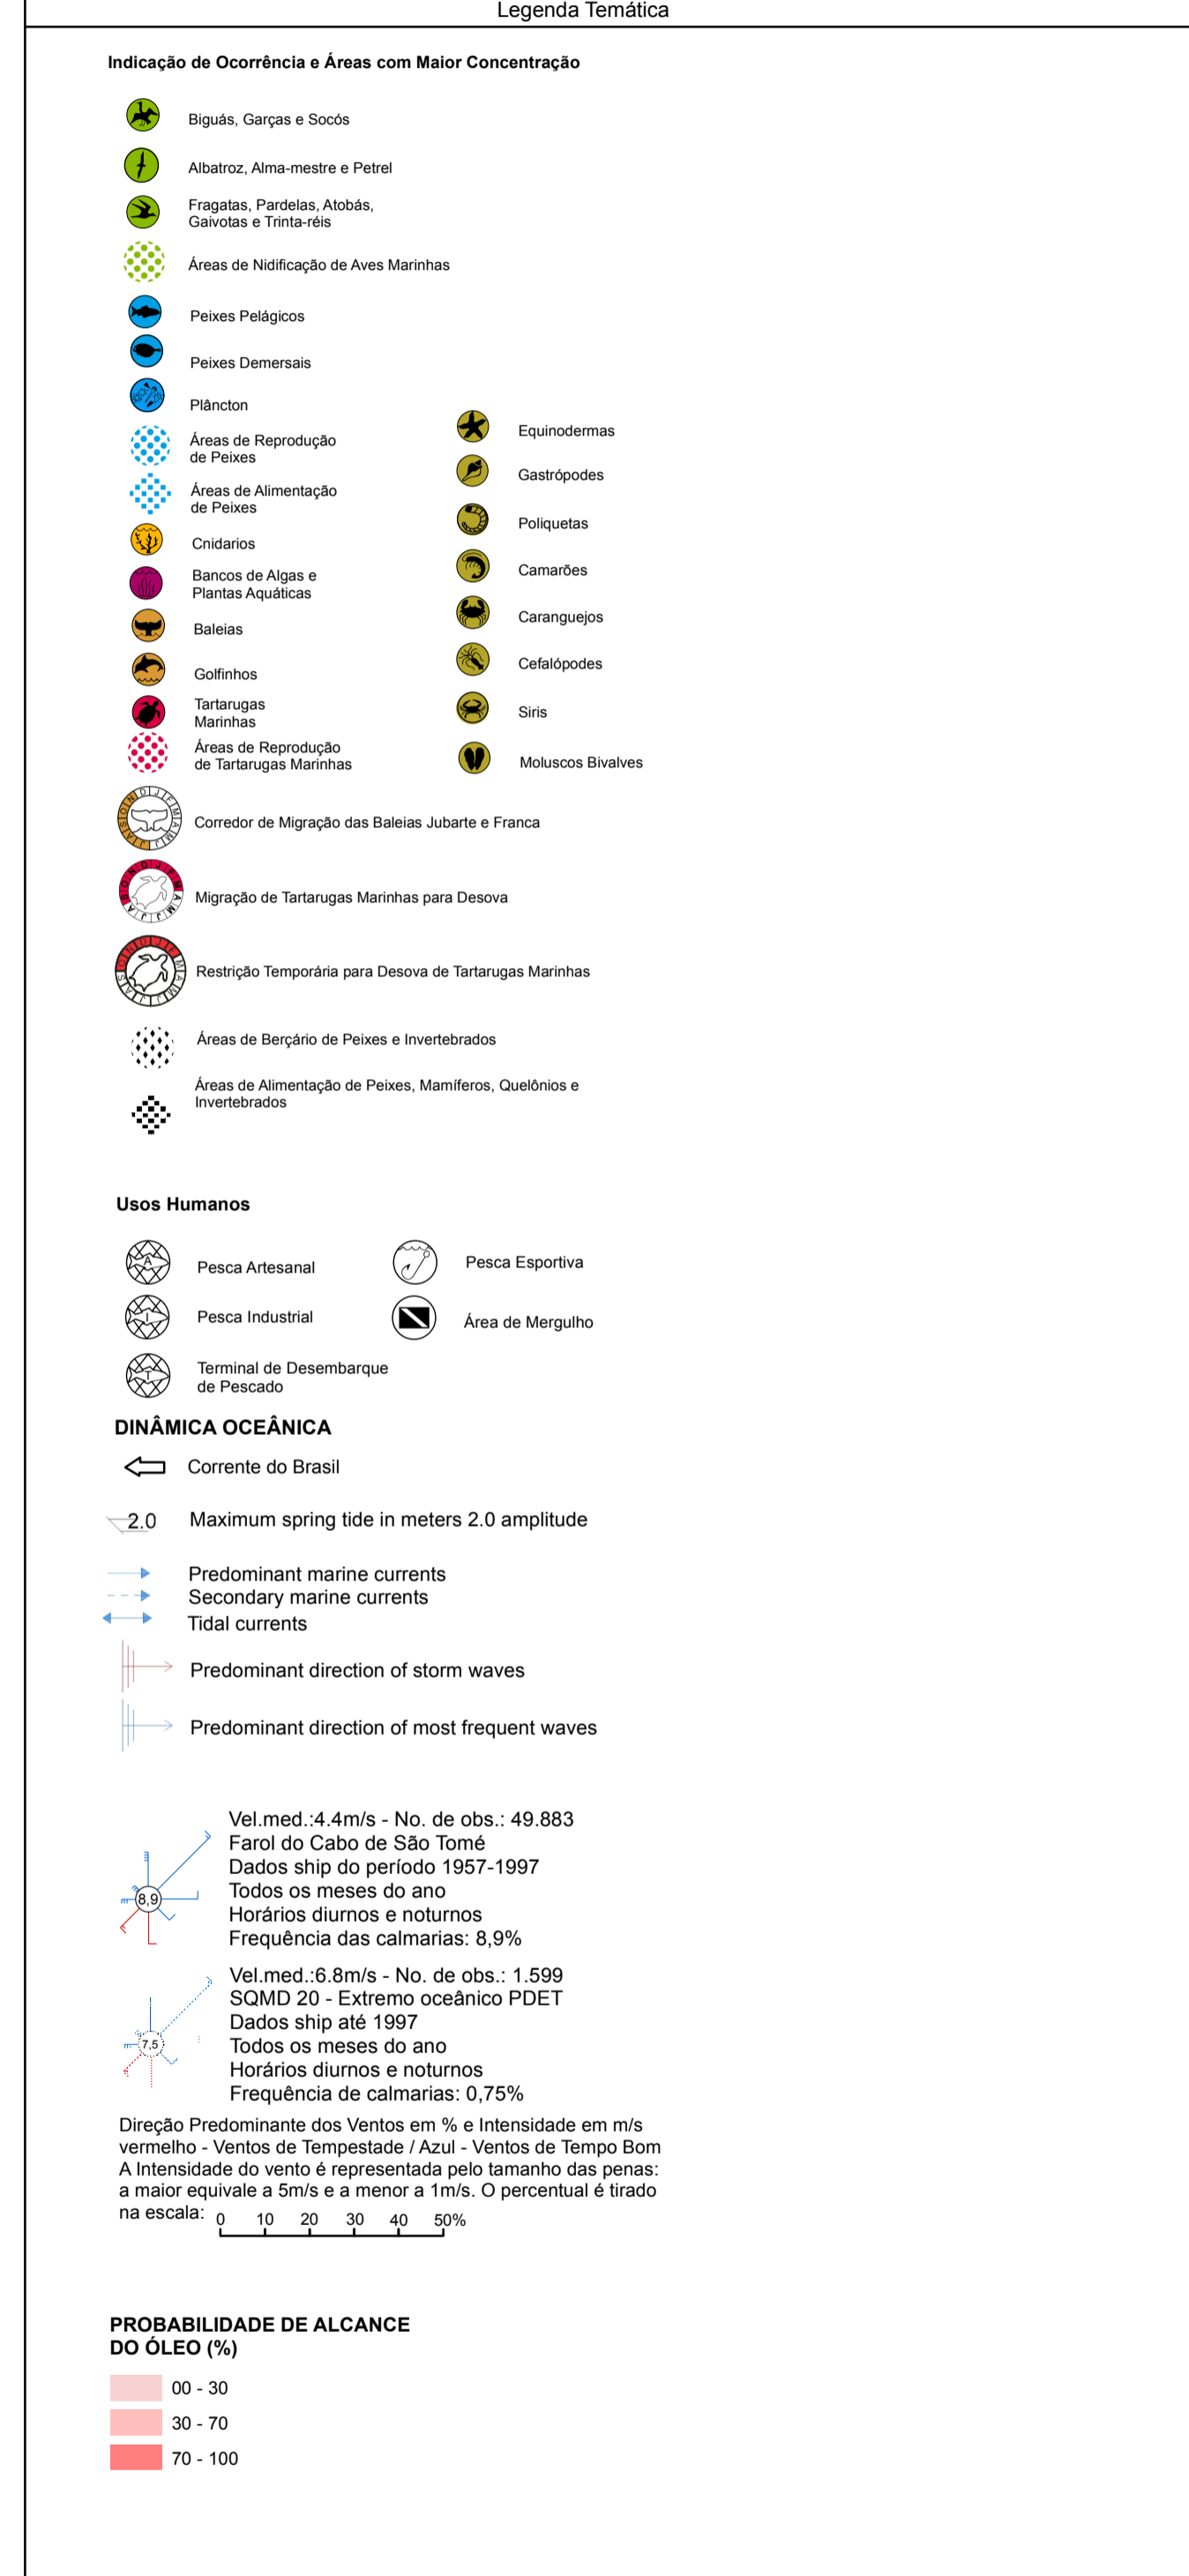 Legenda Temática
Indicação de Ocorrência e Áreas com Maior Concentração
Biguás, Garças e Socós
Albatroz, Alma-mestre e Petrel
Fragatas, Pardelas, Atobás,
Gaivotas e Trinta-réis
Áreas de Nidificação de Aves Marinhas
Peixes Pelágicos
Peixes Demersais
Plâncton
Áreas de Reprodução
de Peixes
Áreas de Alimentação
de Peixes
Cnidarios
Bancos de Algas e
Plantas Aquáticas
Baleias
Golfinhos
Tartarugas
Marinhas
Áreas de Reprodução
de Tartarugas Marinhas
Equinodermas
Gastrópodes
Poliquetas
Camarões
Caranguejos
Cefalópodes
Siris
Moluscos Bivalves
J F M A M J J A S O N D
Corredor de Migração das Baleias Jubarte e Franca
J F M A M J J A S O N D
Migração de Tartarugas Marinhas para Desova
J F M A M J J A S O N D
Restrição Temporária para Desova de Tartarugas Marinhas
Áreas de Berçário de Peixes e Invertebrados
Áreas de Alimentação de Peixes, Mamíferos, Quelônios e
Invertebrados
Usos Humanos
A
Pesca Artesanal
Pesca Esportiva
I
Pesca Industrial
Área de Mergulho
T
Terminal de Desembarque
de Pescado
DINÂMICA OCEÂNICA
Corrente do Brasil
2.0 Maximum spring tide in meters 2.0 amplitude
Predominant marine currents
Secondary marine currents
Tidal currents
Predominant direction of storm waves
Predominant direction of most frequent waves
8,9
Vel.med.:4.4m/s - No. de obs.: 49.883
Farol do Cabo de São Tomé
Dados ship do período 1957-1997
Todos os meses do ano
Horários diurnos e noturnos
Frequência das calmarias: 8,9%
7,5
Vel.med.:6.8m/s - No. de obs.: 1.599
SQMD 20 - Extremo oceânico PDET
Dados ship até 1997
Todos os meses do ano
Horários diurnos e noturnos
Frequência de calmarias: 0,75%
Direção Predominante dos Ventos em % e Intensidade em m/s
vermelho - Ventos de Tempestade / Azul - Ventos de Tempo Bom
A Intensidade do vento é representada pelo tamanho das penas:
a maior equivale a 5m/s e a menor a 1m/s. O percentual é tirado
na escala: 0 10 20 30 40 50%
PROBABILIDADE DE ALCANCE
DO ÓLEO (%)
00 - 30
30 - 70
70 - 100